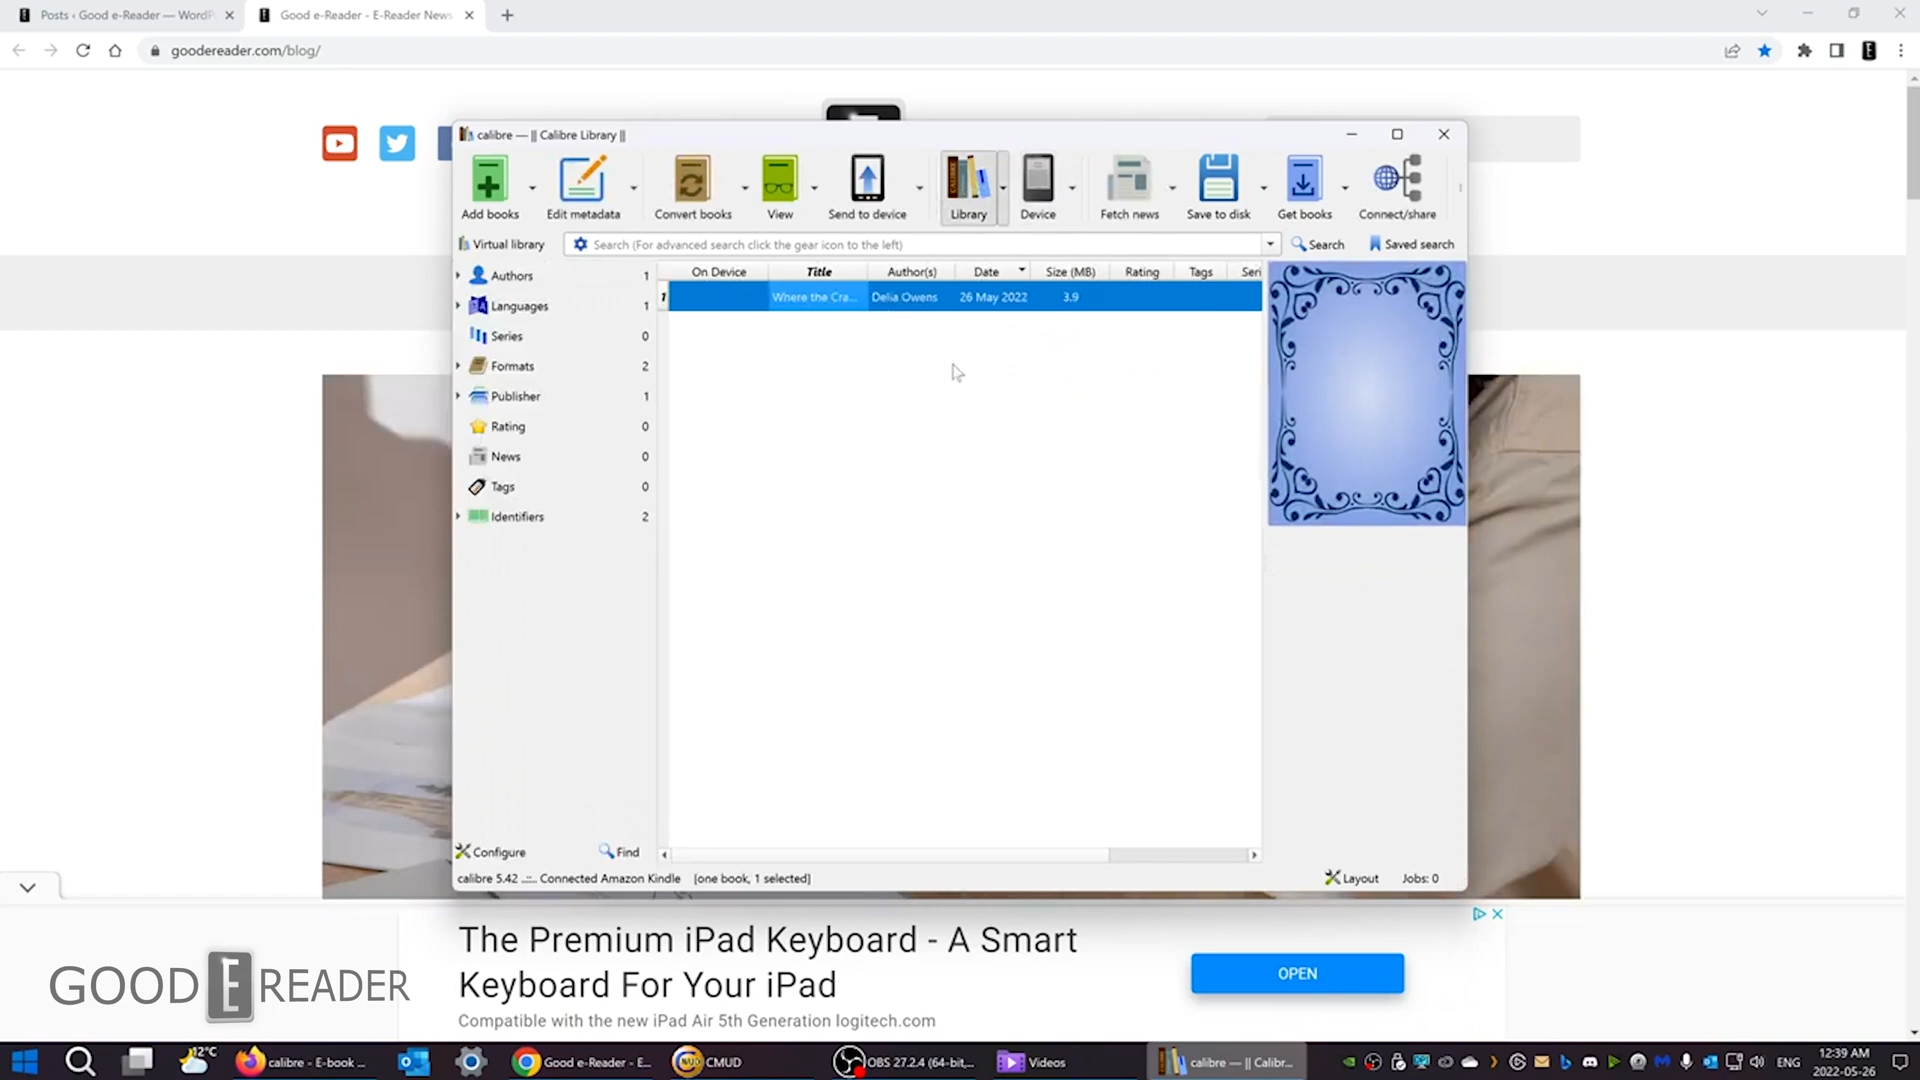 Posts ‹ Good e-Reader — WordP
Good e-Reader - E-Reader News
goodereader.com/blog/
calibre — || Calibre Library ||
Add books
Edit metadata
Convert books
View
Send to device
CALIBRE
Library
Device
Fetch news
Save to disk
Get books
Connect/share
Virtual library
Search (For advanced search click the gear icon to the left)
Search
Saved search
Authors 1
Languages 1
Series 0
Formats 2
Publisher 1
Rating 0
News 0
Tags 0
Identifiers 2
On Device Title Author(s) Date Size (MB) Rating Tags Seri
1 Where the Cra... Delia Owens 26 May 2022 3.9
Configure
Find
calibre 5.42 ..::.. Connected Amazon Kindle [one book, 1 selected]
Layout
Jobs: 0
The Premium iPad Keyboard - A Smart
Keyboard For Your iPad
Compatible with the new iPad Air 5th Generation logitech.com
OPEN
GOOD E READER
12°C
calibre - E-book ...
Good e-Reader - E...
CMUD
OBS 27.2.4 (64-bit,...
Videos
calibre — || Calibr...
ENG
12:39 AM
2022-05-26